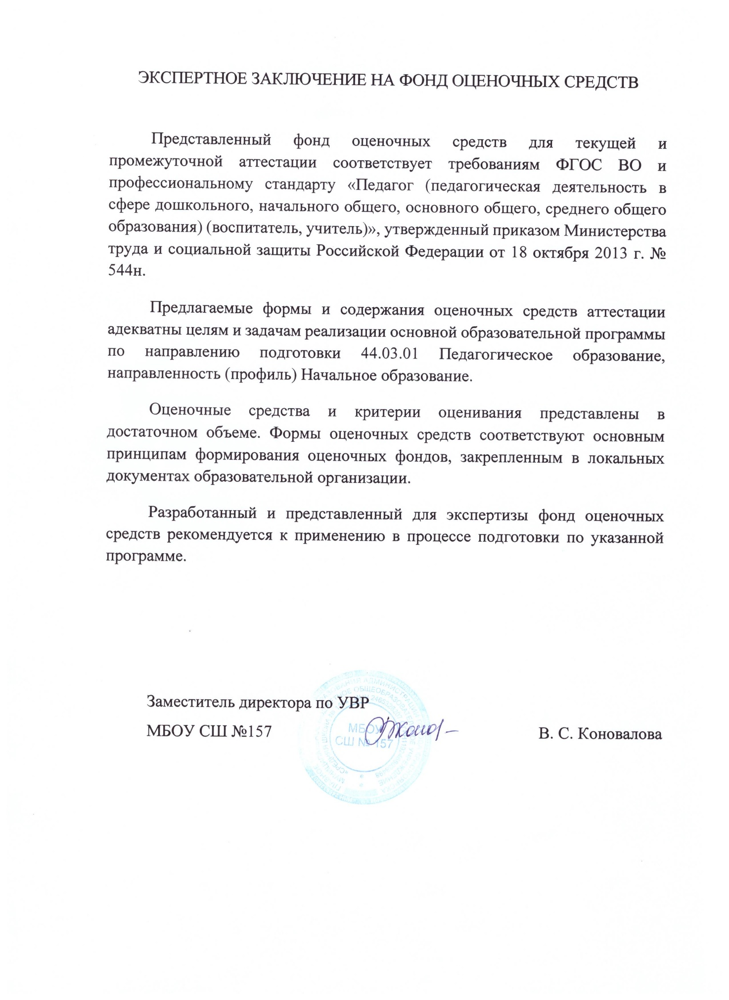 ЭКСПЕРТНОЕ ЗАКЛЮЧЕНИЕ НА ФОНД ОЦЕНОЧНЫХ СРЕДСТВ
Представленный фонд оценочных средств для текущей и
промежуточной аттестации соответствует требованиям ФГОС ВО и
профессиональному стандарту «Педагог (педагогическая деятельность в
сфере дошкольного, начального общего, основного общего, среднего общего
образования) (воспитатель, учитель)», утвержденный приказом Министерства
труда и социальной защиты Российской Федерации от 18 октября 2013 г. №
544н.
Предлагаемые формы и содержания оценочных средств аттестации
адекватны целям и задачам реализации основной образовательной программы
по направлению подготовки 44.03.01 Педагогическое образование,
направленность (профиль) Начальное образование.
Оценочные средства и критерии оценивания представлены в
достаточном объеме. Формы оценочных средств соответствуют основным
принципам формирования оценочных фондов, закрепленным в локальных
документах образовательной организации.
Разработанный и представленный для экспертизы фонд оценочных
средств рекомендуется к применению в процессе подготовки по указанной
программе.
Заместитель директора по УВР
МБОУ СШ №157
В. С. Коновалова
МБОУ
СШ № 157